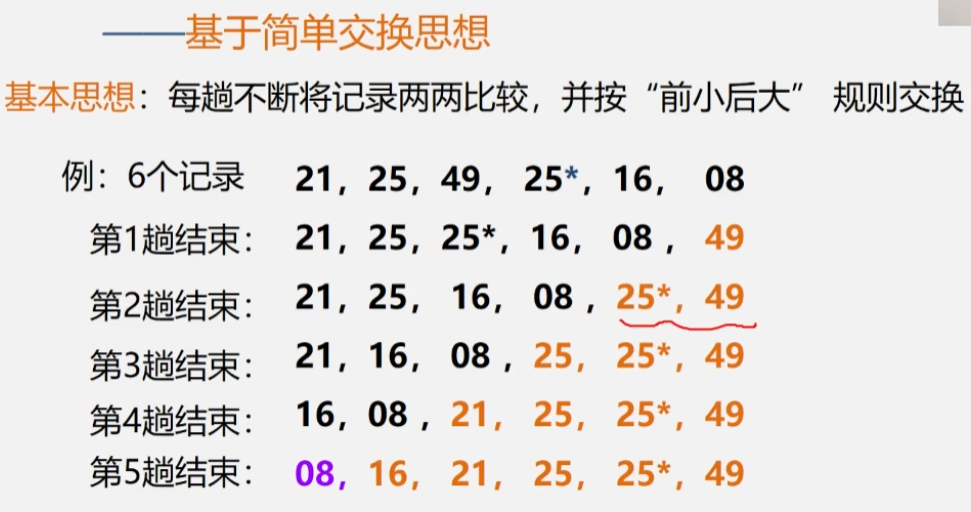 ——基于简单交换思想
基本思想：每趟不断将记录两两比较，并按“前小后大” 规则交换
例：6个记录 21，25，49， 25*，16， 08
第1趟结束： 21，25，25*，16， 08 ， 49
第2趟结束： 21，25， 16， 08 ，25*，49
第3趟结束： 21，16，08 ，25， 25*，49
第4趟结束： 16，08 ，21， 25， 25*，49
第5趟结束： 08，16，21， 25， 25*，49